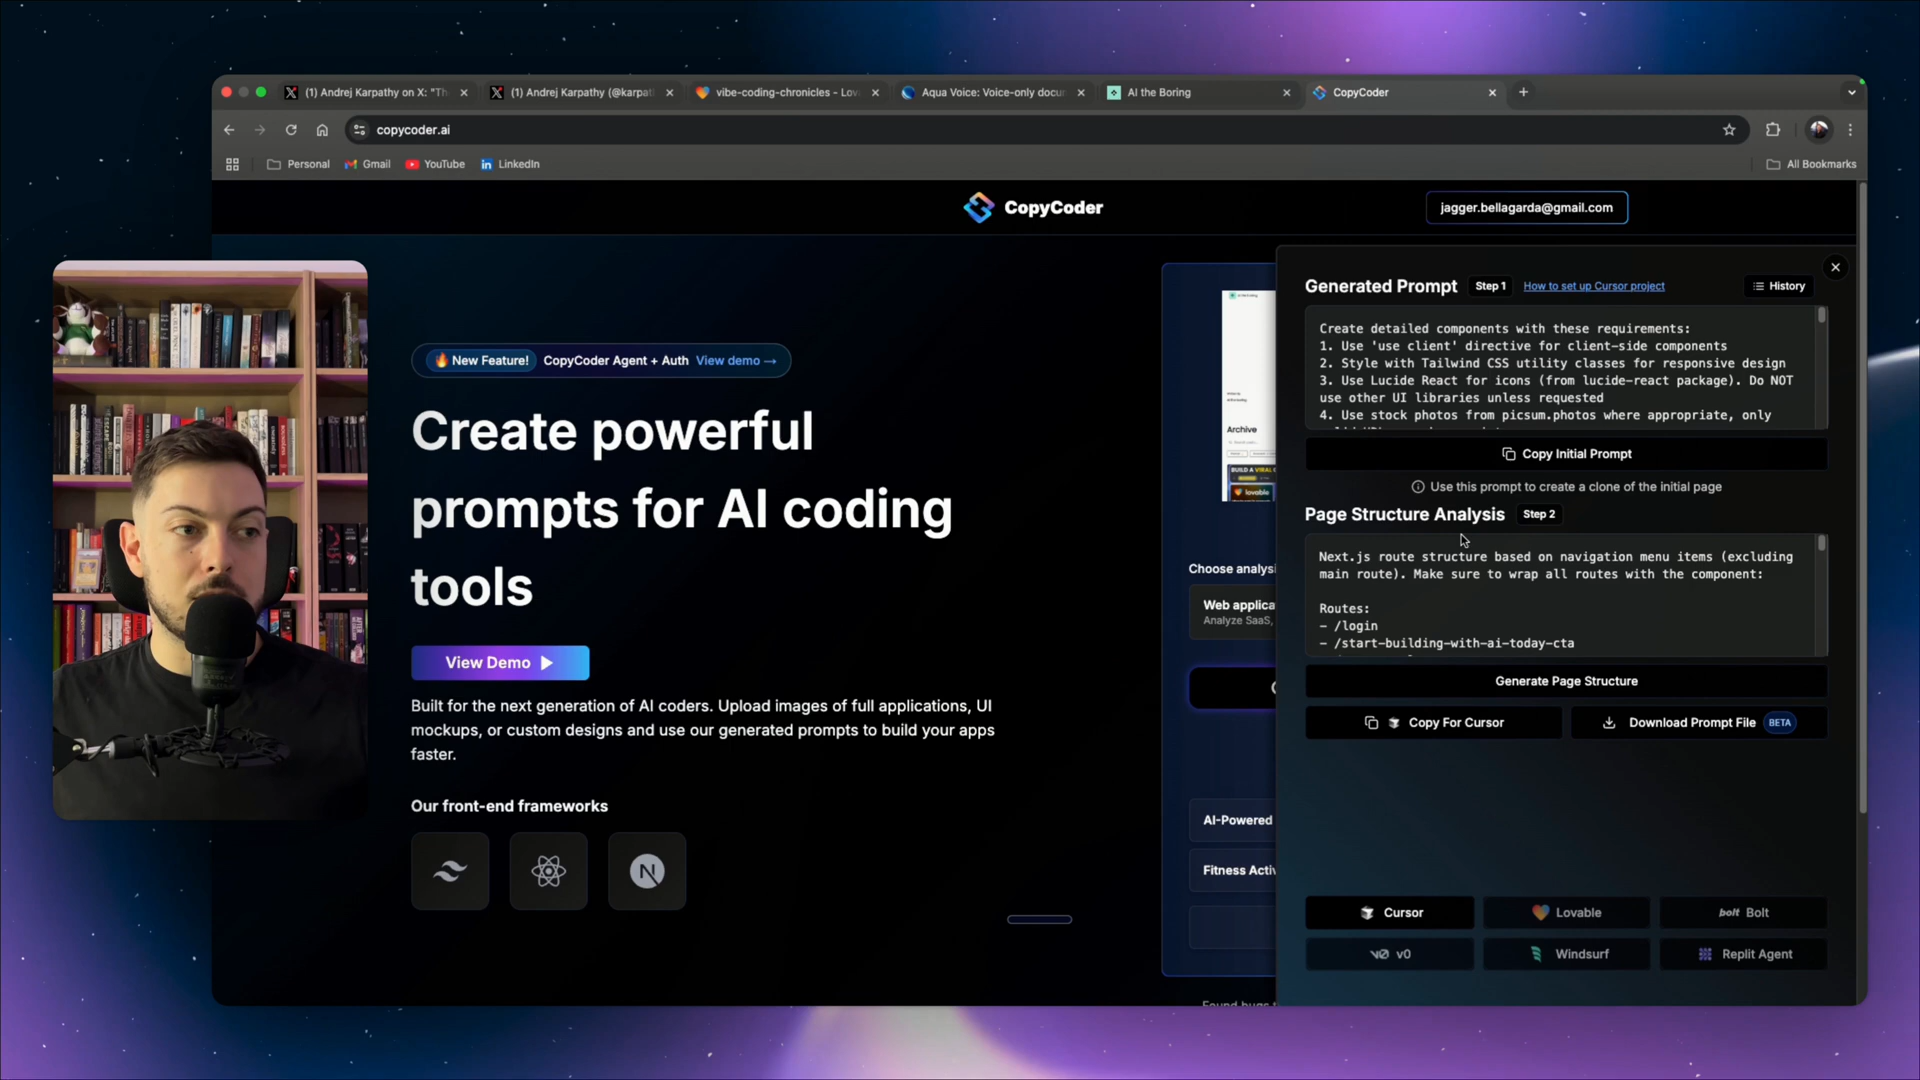 (1) Andrej Karpathy on X: "Th
(1) Andrej Karpathy (@karpat
vibe-coding-chronicles - Lov
Aqua Voice: Voice-only docu
AI the Boring
CopyCoder
copycoder.ai
Personal
Gmail
YouTube
LinkedIn
All Bookmarks
CopyCoder
jagger.bellagarda@gmail.com
🔥 New Feature!
CopyCoder Agent + Auth
View demo →
Create powerful
prompts for AI coding
tools
View Demo
Built for the next generation of AI coders. Upload images of full applications, UI
mockups, or custom designs and use our generated prompts to build your apps
faster.
Our front-end frameworks
Archive
BUILD A VIRAL
lovable
Choose analysi
Web applica
Analyze SaaS,
AI-Powered
Fitness Activ
Found bugs
Generated Prompt
Step 1
How to set up Cursor project
History
Create detailed components with these requirements:
1. Use 'use client' directive for client-side components
2. Style with Tailwind CSS utility classes for responsive design
3. Use Lucide React for icons (from lucide-react package). Do NOT
use other UI libraries unless requested
4. Use stock photos from picsum.photos where appropriate, only
Copy Initial Prompt
Use this prompt to create a clone of the initial page
Page Structure Analysis
Step 2
Next.js route structure based on navigation menu items (excluding
main route). Make sure to wrap all routes with the component:
Routes:
- /login
- /start-building-with-ai-today-cta
Generate Page Structure
Copy For Cursor
Download Prompt File
BETA
Cursor
Lovable
bolt Bolt
v0 v0
Windsurf
Replit Agent